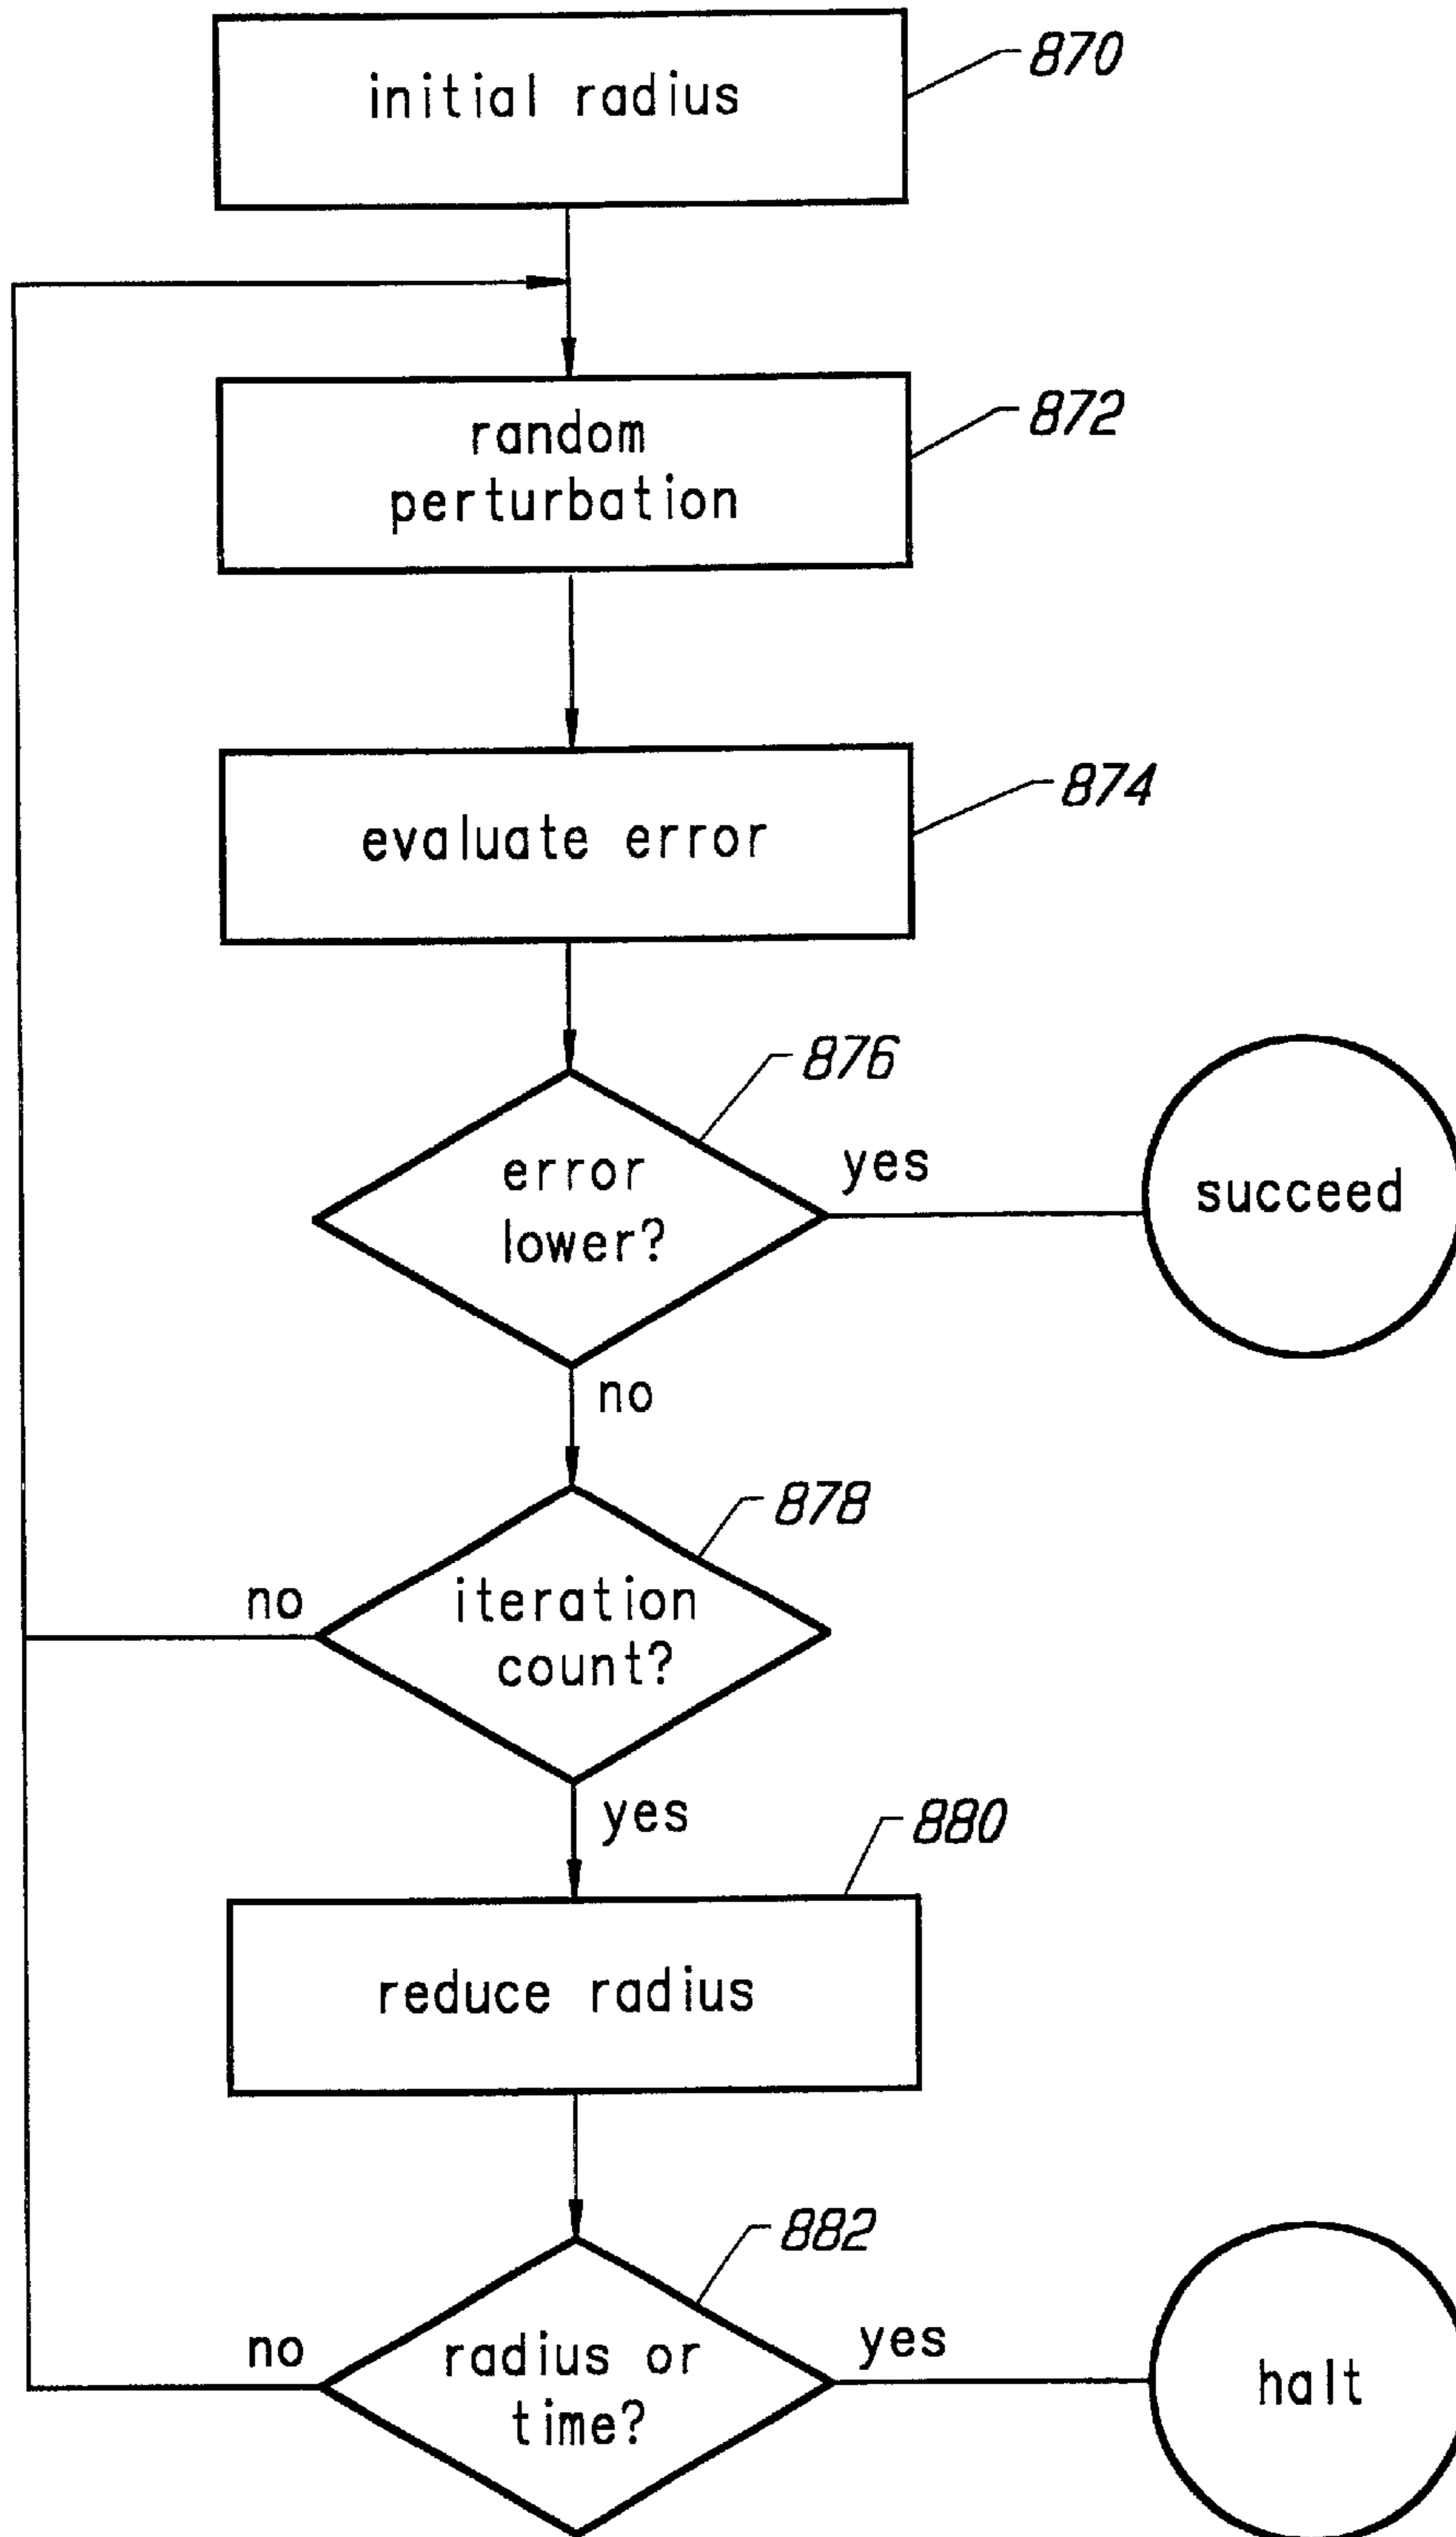 initial radius
870
random
perturbation
872
evaluate error
874
876
error
lower?
yes
succeed
no
878
no
iteration
count?
yes
880
reduce radius
882
no
radius or
time?
yes
halt